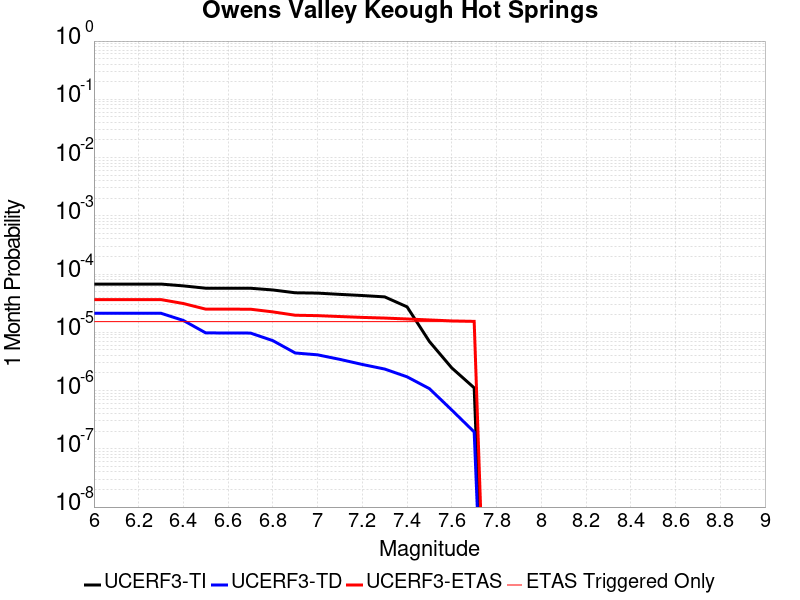 Owens Valley Keough Hot Springs
10^0
10^-1
10^-2
10^-3
10^-4
10^-5
10^-6
10^-7
10^-8
1 Month Probability
6 6.2 6.4 6.6 6.8 7 7.2 7.4 7.6 7.8 8 8.2 8.4 8.6 8.8 9
Magnitude
UCERF3-TI UCERF3-TD UCERF3-ETAS ETAS Triggered Only